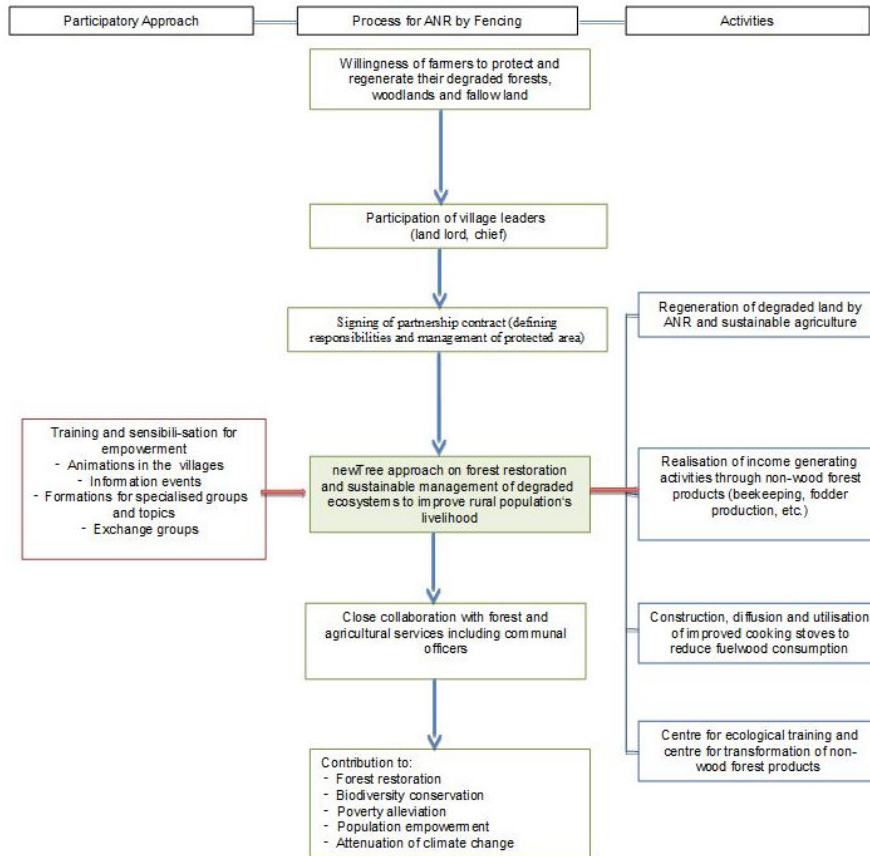 Participatory Approach
Process for ANR by Fencing
Activities
Willingness of farmers to protect and
regenerate their degraded forests,
woodlands and fallow land
Participation of village leaders
(land lord, chief)
Signing of partnership contract (defining
responsibilities and management of protected area)
Training and sensibili-sation for
empowerment
- Animations in the villages
- Information events
- Formations for specialised groups
and topics
- Exchange groups
newTree approach on forest restoration
and sustainable management of degraded
ecosystems to improve rural population's
livelihood
Close collaboration with forest and
agricultural services including communal
officers
Contribution to:
- Forest restoration
- Biodiversity conservation
- Poverty alleviation
- Population empowerment
- Attenuation of climate change
Regeneration of degraded land by
ANR and sustainable agriculture
Realisation of income generating
activities through non-wood forest
products (beekeeping, fodder
production, etc.)
Construction, diffusion and utilisation
of improved cooking stoves to
reduce fuelwood consumption
Centre for ecological training and
centre for transformation of non-
wood forest products